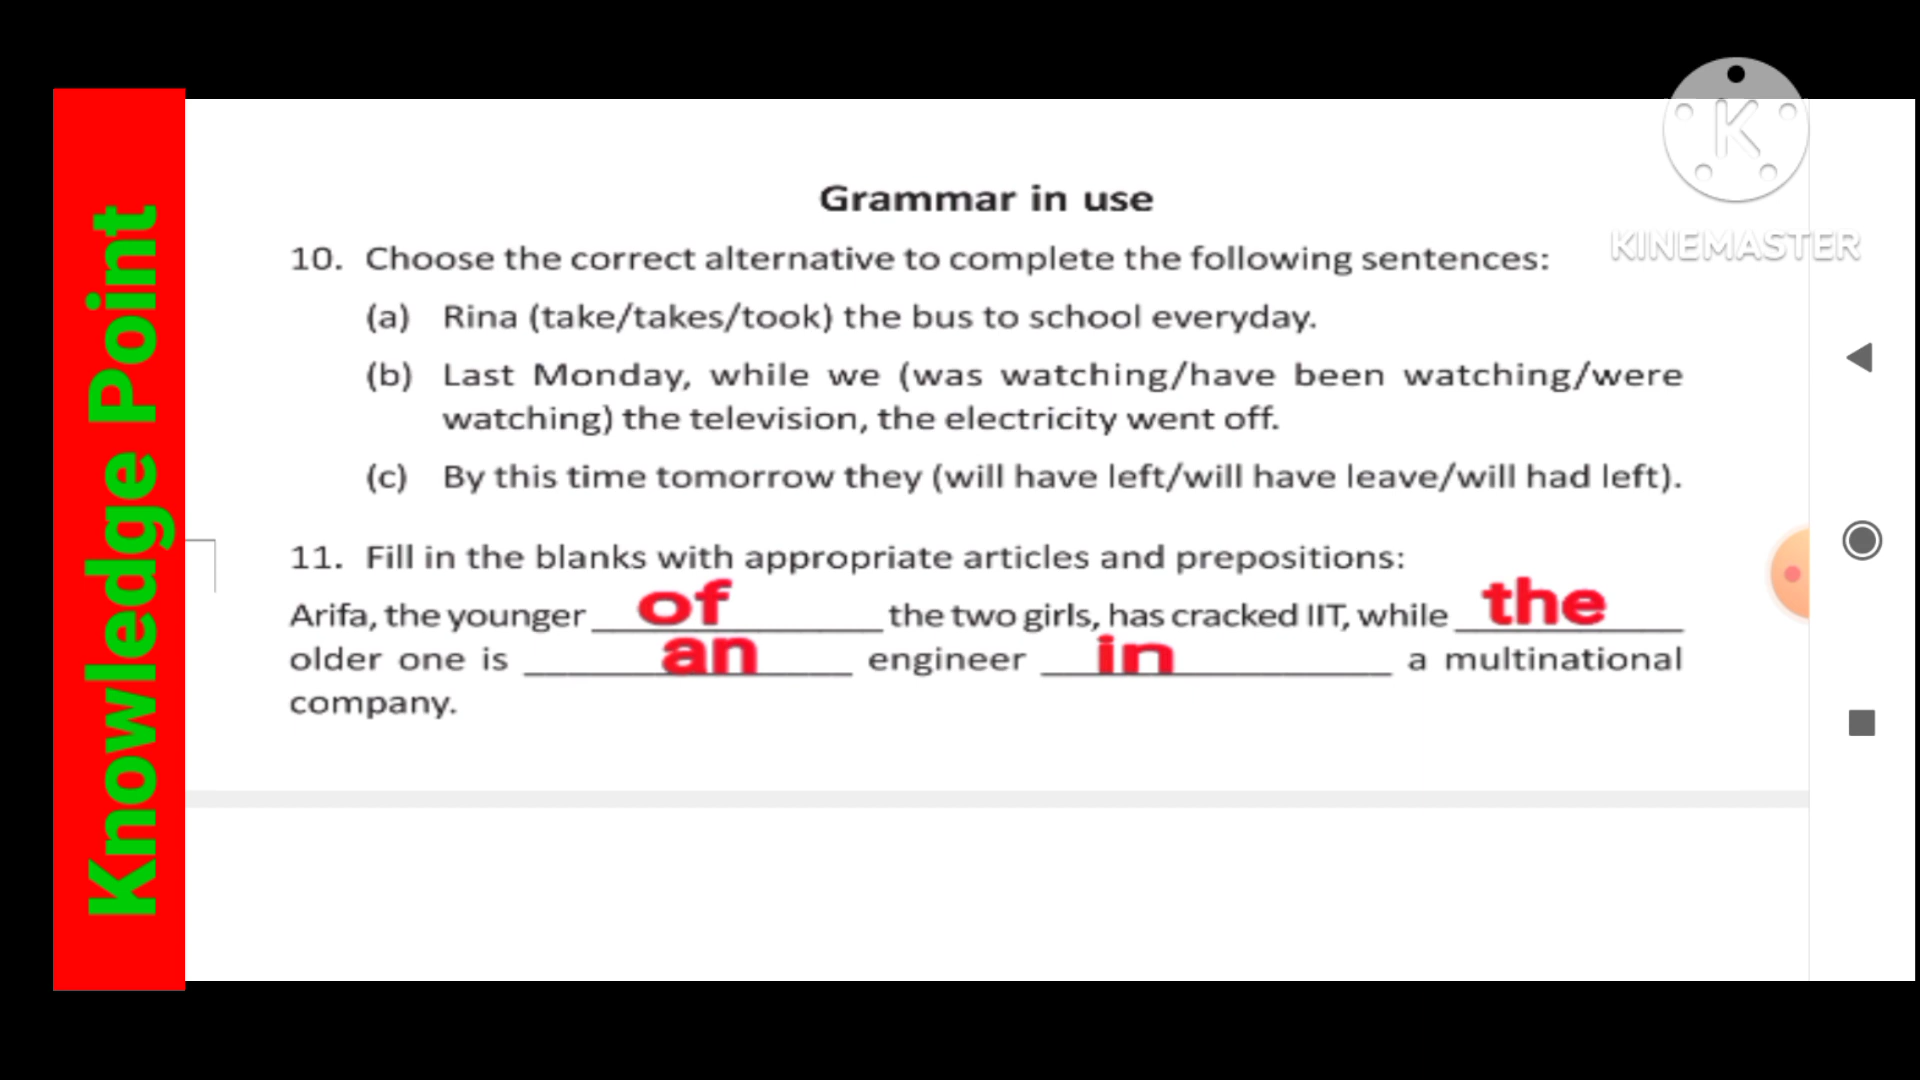 Knowledge Point
K
KINEMASTER
Grammar in use
10. Choose the correct alternative to complete the following sentences:
(a) Rina (take/takes/took) the bus to school everyday.
(b) Last Monday, while we (was watching/have been watching/were
watching) the television, the electricity went off.
(c) By this time tomorrow they (will have left/will have leave/will had left).
11. Fill in the blanks with appropriate articles and prepositions:
Arifa, the younger of the two girls, has cracked IIT, while the
older one is an engineer in a multinational
company.